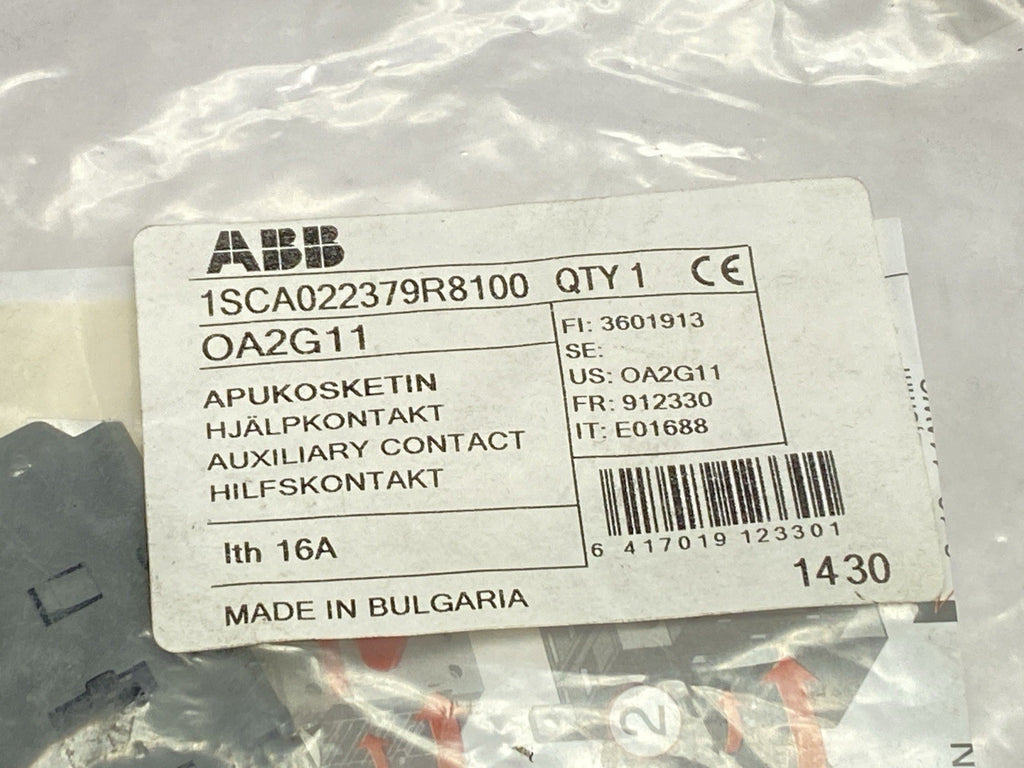 ABB
1SCA022379R8100 QTY 1 CE
OA2G11
APUKOSKETIN
HJÄLPKONTAKT
AUXILIARY CONTACT
HILFSKONTAKT
Ith 16A
MADE IN BULGARIA
FI: 3601913
SE:
US: OA2G11
FR: 912330
IT: E01688
6 417019 123301
1430
2
N